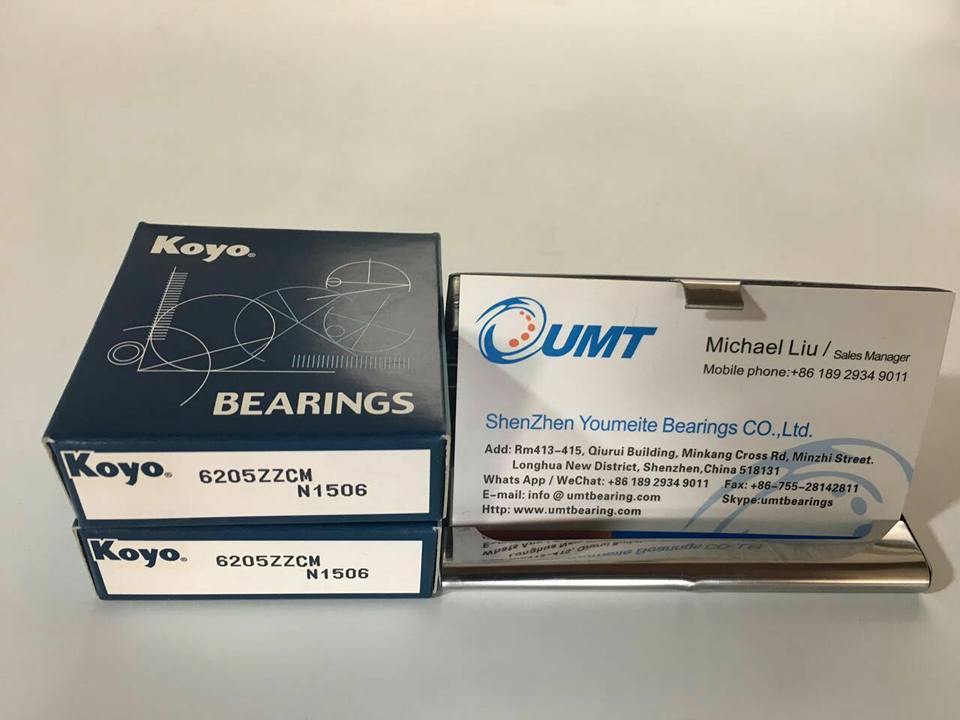 Koyo®
BEARINGS
Koyo® 6205ZZCM
N1506
Koyo® 6205ZZCM
N1506
UMT
Michael Liu / Sales Manager
Mobile phone:+86 189 2934 9011
ShenZhen Youmeite Bearings CO.,Ltd.
Add: Rm413-415, Qiurui Building, Minkang Cross Rd, Minzhi Street.
Longhua New District, Shenzhen,China 518131
Whats App / WeChat: +86 189 2934 9011 Fax: +86-755-28142811
E-mail: info @ umtbearing.com Skype:umtbearings
Http: www.umtbearing.com